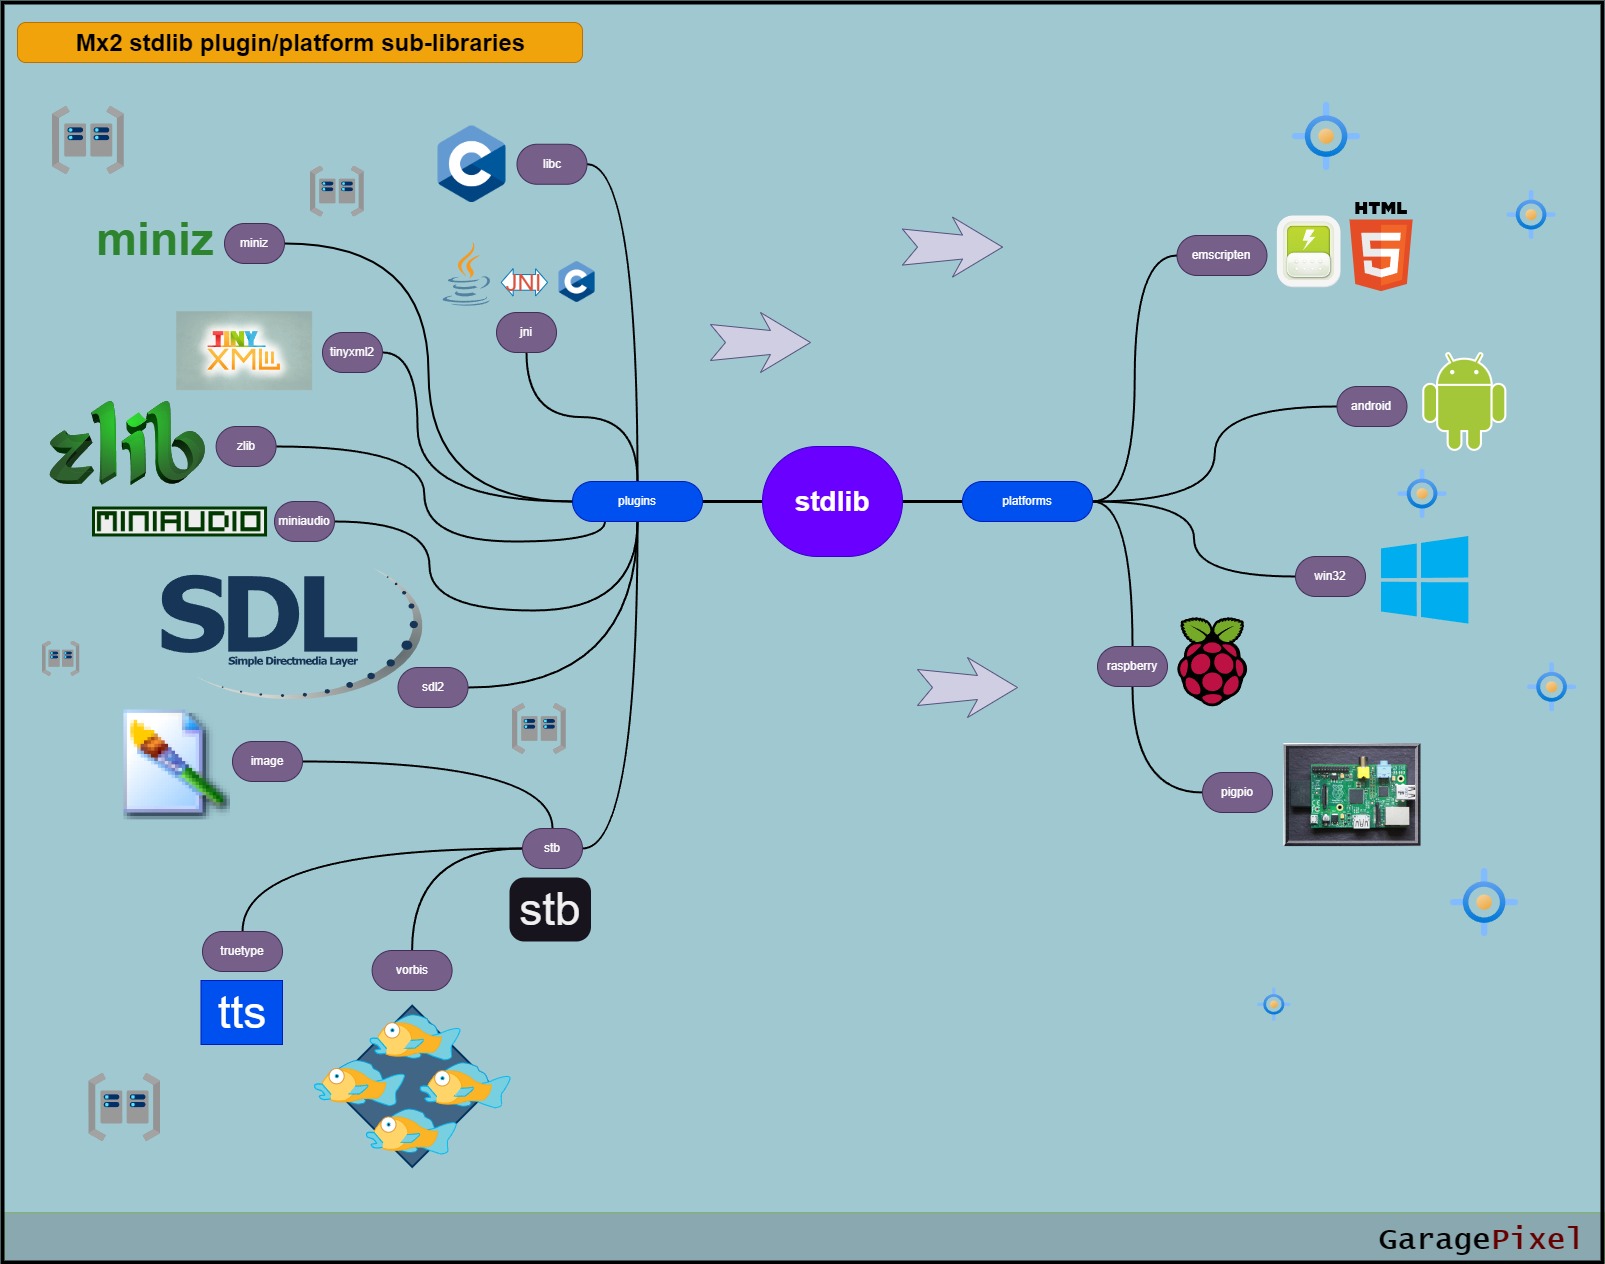 Mx2 stdlib plugin/platform sub-libraries
libc
miniz
miniz
JNI
jni
TINY
XML
tinyxml2
zlib
zlib
MINIAUDIO
miniaudio
SDL
Simple Directmedia Layer
sdl2
image
stb
stb
truetype
tts
vorbis
plugins
stdlib
platforms
emscripten
HTML
5
android
win32
raspberry
pigpio
GaragePixel